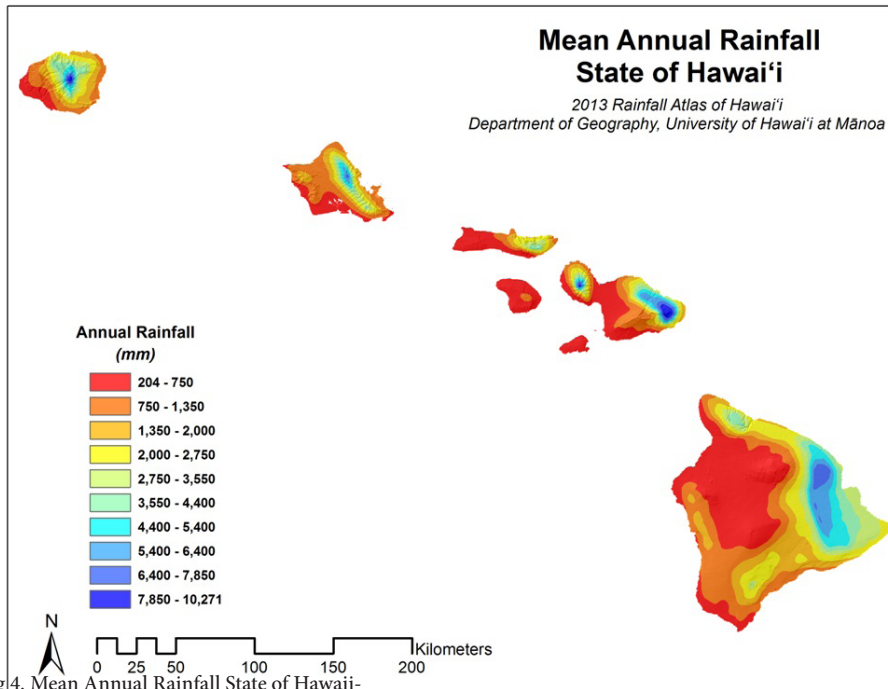 Mean Annual Rainfall
State of Hawai‘i
2013 Rainfall Atlas of Hawai‘i
Department of Geography, University of Hawai‘i at Mānoa
Annual Rainfall
(mm)
204 - 750
750 - 1,350
1,350 - 2,000
2,000 - 2,750
2,750 - 3,550
3,550 - 4,400
4,400 - 5,400
5,400 - 6,400
6,400 - 7,850
7,850 - 10,271
N
Kilometers
0 25 50 100 150 200
4. Mean Annual Rainfall State of Hawaii-